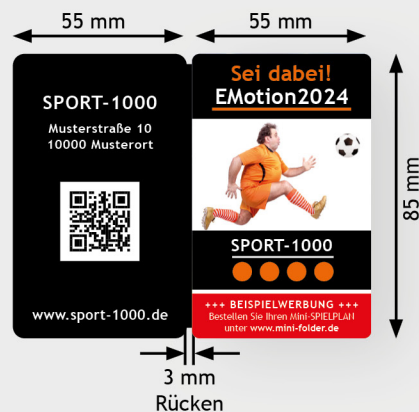 55 mm
55 mm
SPORT-1000
Musterstraße 10
10000 Musterort
www.sport-1000.de
Sei dabei!
EMotion2024
SPORT-1000
+++ BEISPIELWERBUNG +++
Bestellen Sie Ihren Mini-SPIELPLAN
unter www.mini-folder.de
85 mm
3 mm
Rücken